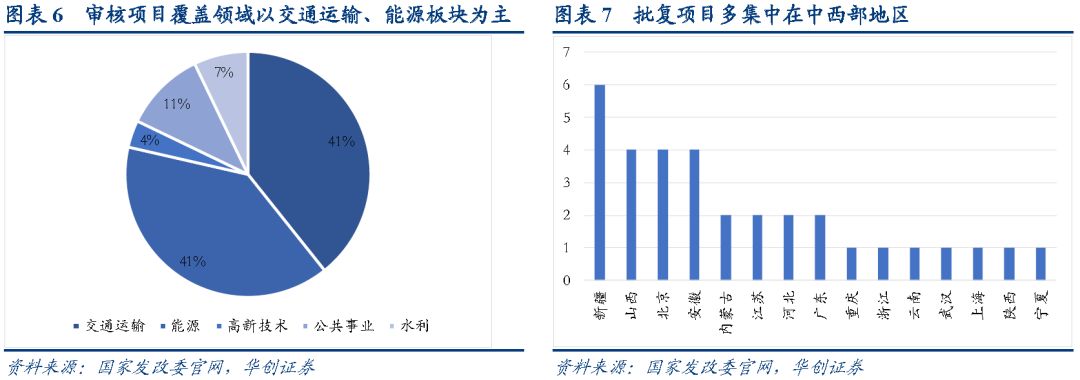 图表 6 审核项目覆盖领域以交通运输、能源板块为主
7%
11%
4%
41%
41%
交通运输 能源 高新技术 公共事业 水利
资料来源：国家发改委官网，华创证券
图表 7 批复项目多集中在中西部地区
7
6
5
4
3
2
1
0
新疆
山西
北京
安徽
内蒙古
江苏
河北
广东
重庆
浙江
云南
武汉
上海
陕西
宁夏
资料来源：国家发改委官网，华创证券